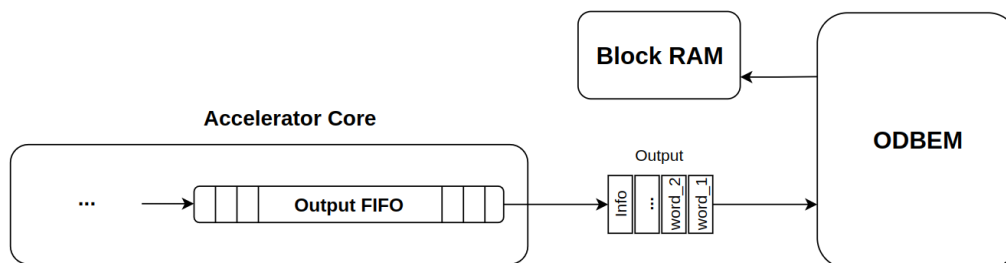 Block RAM
ODBEM
Accelerator Core
Output
...
Output FIFO
Info
...
word_2
word_1